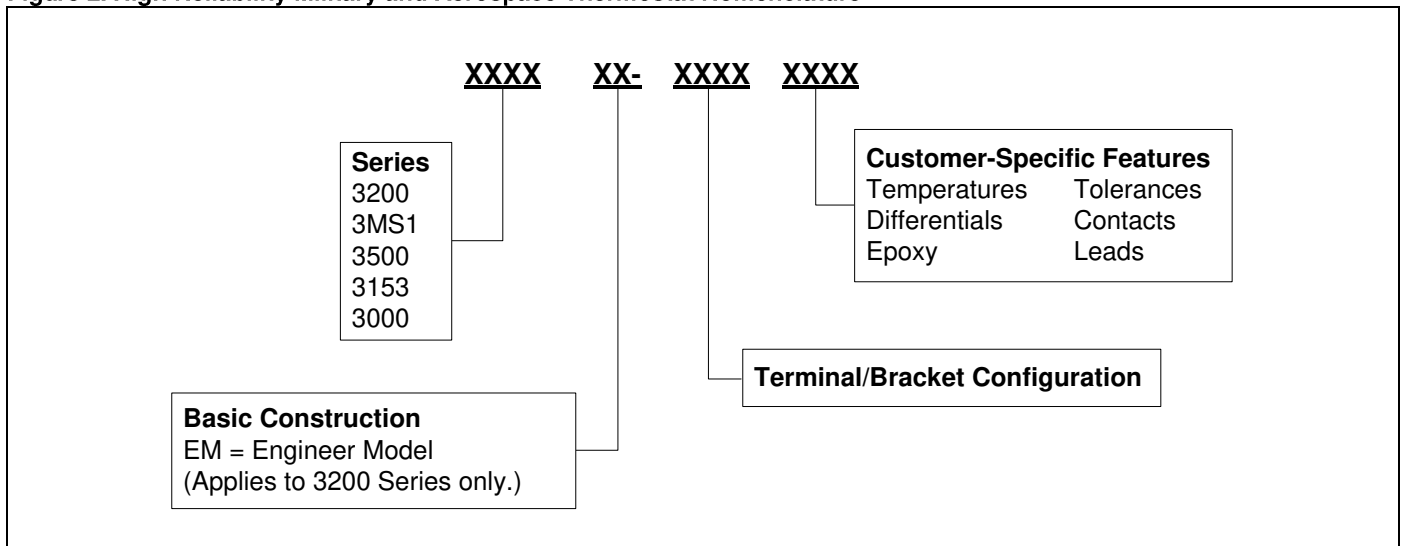 XXXX XX- XXXX XXXX
Series
3200
3MS1
3500
3153
3000
Customer-Specific Features
Temperatures Tolerances
Differentials Contacts
Epoxy Leads
Terminal/Bracket Configuration
Basic Construction
EM = Engineer Model
(Applies to 3200 Series only.)